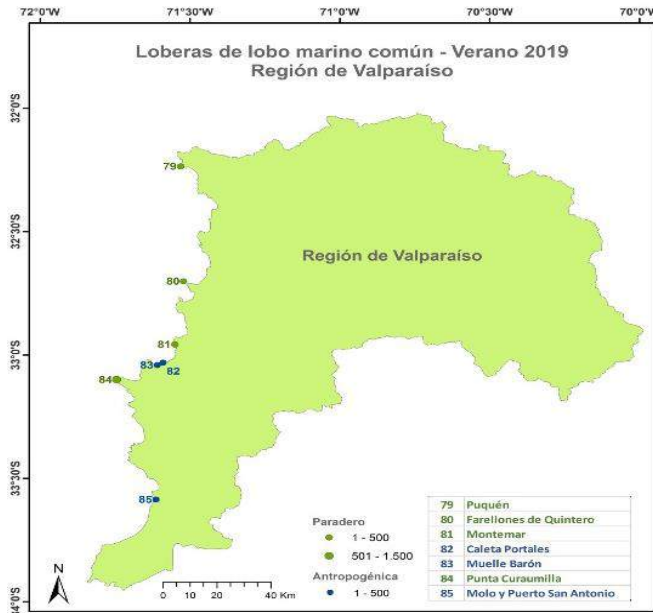 72°0'W 71°30'W 71°0'W 70°30'W 70°0'W
Loberas de lobo marino común - Verano 2019
Región de Valparaíso
32°0'S
32°30'S
33°0'S
33°30'S
34°0'S
79
80
81
83
82
84
85
Región de Valparaíso
Paradero
1 - 500
501 - 1.500
Antropogénica
1 - 500
N
0 5 10 20 30 40 Km
79 Puquén
80 Farellones de Quintero
81 Montemar
82 Caleta Portales
83 Muelle Barón
84 Punta Curaumilla
85 Molo y Puerto San Antonio